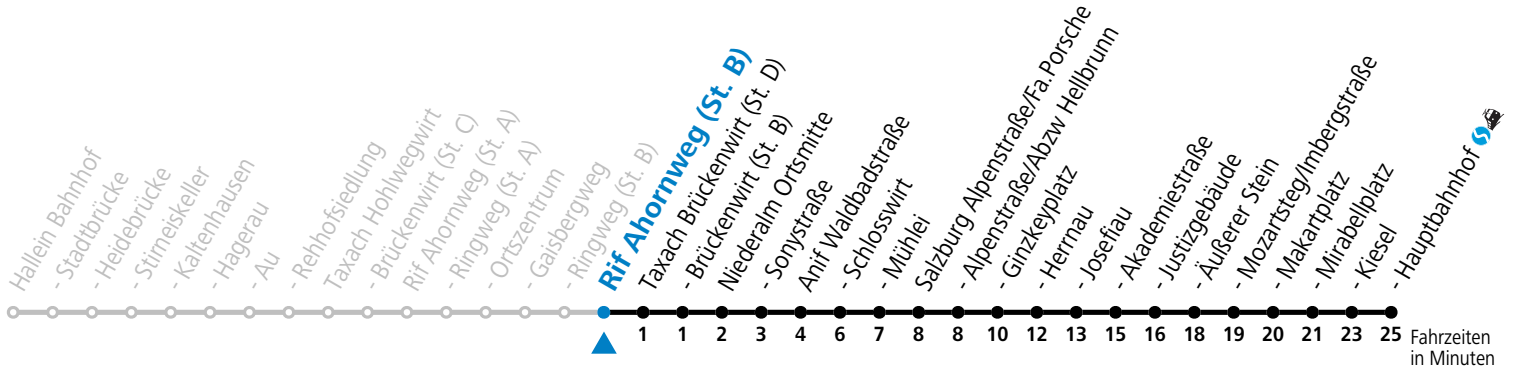 Hallein Bahnhof
- Stadtbrücke
- Heidebrücke
- Stirneiskeller
- Kaltenhausen
- Hagerau
- Au
- Rehhofsiedlung
Taxach Hohlwegwirt
- Brückenwirt (St. C)
Rif Ahornweg (St. A)
- Ringweg (St. A)
- Ortszentrum
- Gaisbergweg
- Ringweg (St. B)
Rif Ahornweg (St. B)
Taxach Brückenwirt (St. D)
- Brückenwirt (St. B)
Niederalm Ortsmitte
- Sonystraße
Anif Waldbadstraße
- Schlosswirt
- Mühlei
Salzburg Alpenstraße/Fa.Porsche
- Alpenstraße/Abzw Hellbrunn
- Ginzkeyplatz
- Herrnau
- Josefiau
- Akademiestraße
- Justizgebäude
- Äußerer Stein
- Mozartsteg/Imbergstraße
- Makartplatz
- Mirabellplatz
- Kiesel
- Hauptbahnhof
1 1 2 3 4 6 7 8 8 10 12 13 15 16 18 19 20 21 23 25 Fahrzeiten
in Minuten